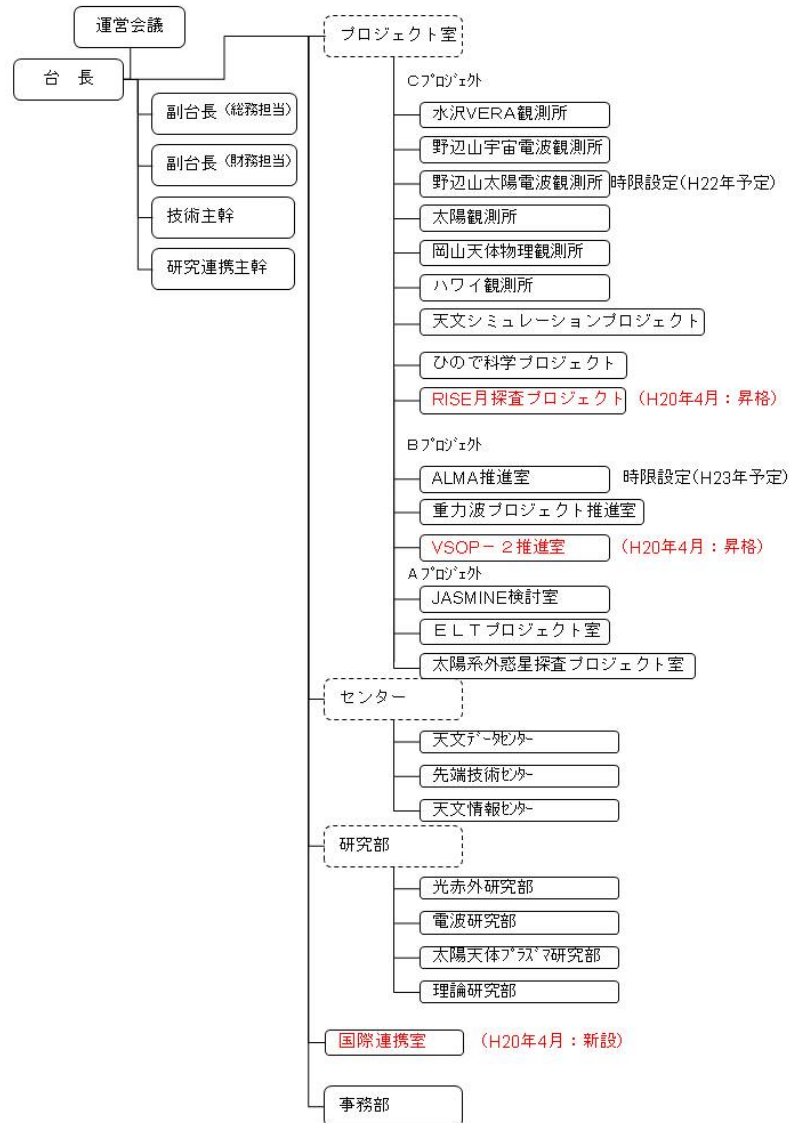 運営会議
台 長
副台長（総務担当）
副台長（財務担当）
技術主幹
研究連携主幹
プロジェクト室
Cﾌﾟﾛｼﾞｪｸﾄ
水沢VERA観測所
野辺山宇宙電波観測所
野辺山太陽電波観測所 時限設定(H22年予定)
太陽観測所
岡山天体物理観測所
ハワイ観測所
天文シミュレーションプロジェクト
ひので科学プロジェクト
RISE月探査プロジェクト （H20年4月：昇格）
Bﾌﾟﾛｼﾞｪｸﾄ
ALMA推進室 時限設定(H23年予定)
重力波プロジェクト推進室
VSOP－２推進室 （H20年4月：昇格）
Aﾌﾟﾛｼﾞｪｸﾄ
JASMINE検討室
ＥＬＴプロジェクト室
太陽系外惑星探査プロジェクト室
センター
天文ﾃﾞｰﾀｾﾝﾀｰ
先端技術ｾﾝﾀｰ
天文情報ｾﾝﾀｰ
研究部
光赤外研究部
電波研究部
太陽天体ﾌﾟﾗｽﾞﾏ研究部
理論研究部
国際連携室 （H20年4月：新設）
事務部